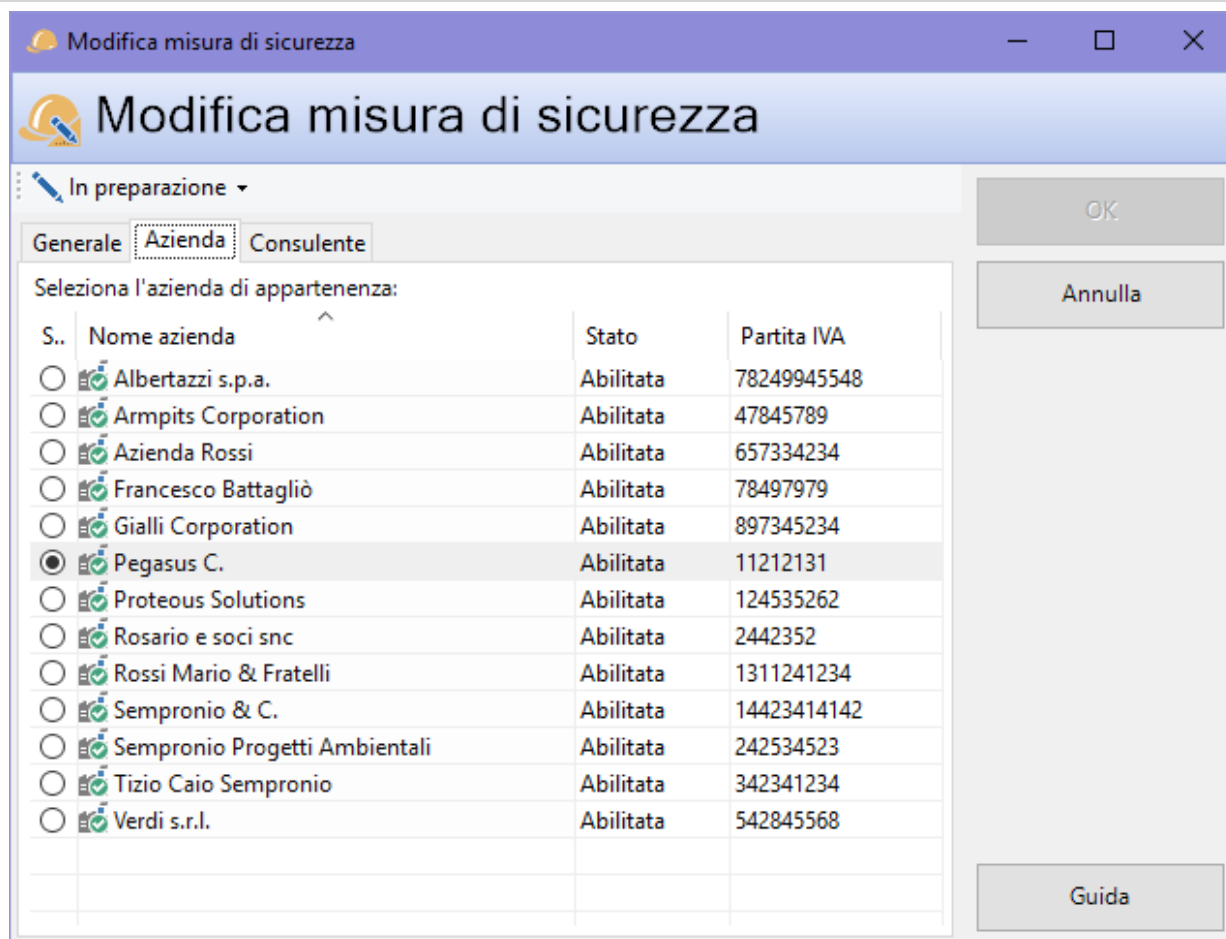 Modifica misura di sicurezza
Modifica misura di sicurezza
In preparazione
OK
Generale Azienda Consulente
Seleziona l'azienda di appartenenza:
Annulla
S.. Nome azienda Stato Partita IVA
Albertazzi s.p.a. Abilitata 78249945548
Armpits Corporation Abilitata 47845789
Azienda Rossi Abilitata 657334234
Francesco Battagliò Abilitata 78497979
Gialli Corporation Abilitata 897345234
Pegasus C. Abilitata 11212131
Proteous Solutions Abilitata 124535262
Rosario e soci snc Abilitata 2442352
Rossi Mario & Fratelli Abilitata 1311241234
Sempronio & C. Abilitata 14423414142
Sempronio Progetti Ambientali Abilitata 242534523
Tizio Caio Sempronio Abilitata 342341234
Verdi s.r.l. Abilitata 542845568
Guida